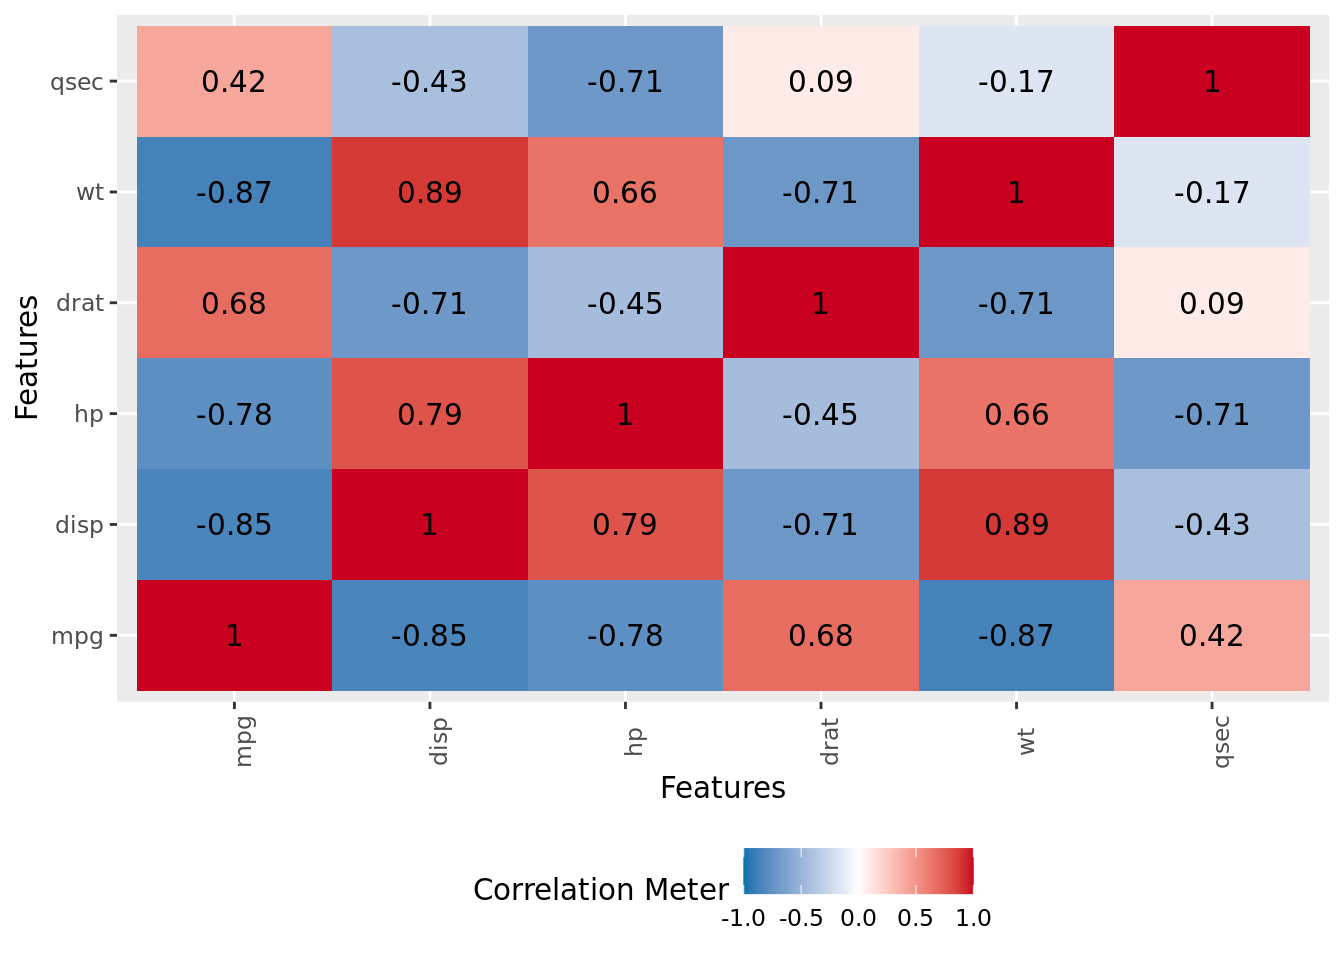 qsec 0.42 -0.43 -0.71 0.09 -0.17 1
wt -0.87 0.89 0.66 -0.71 1 -0.17
drat 0.68 -0.71 -0.45 1 -0.71 0.09
hp -0.78 0.79 1 -0.45 0.66 -0.71
disp -0.85 1 0.79 -0.71 0.89 -0.43
mpg 1 -0.85 -0.78 0.68 -0.87 0.42
Features
mpg disp hp drat wt qsec
Features
Correlation Meter
-1.0 -0.5 0.0 0.5 1.0